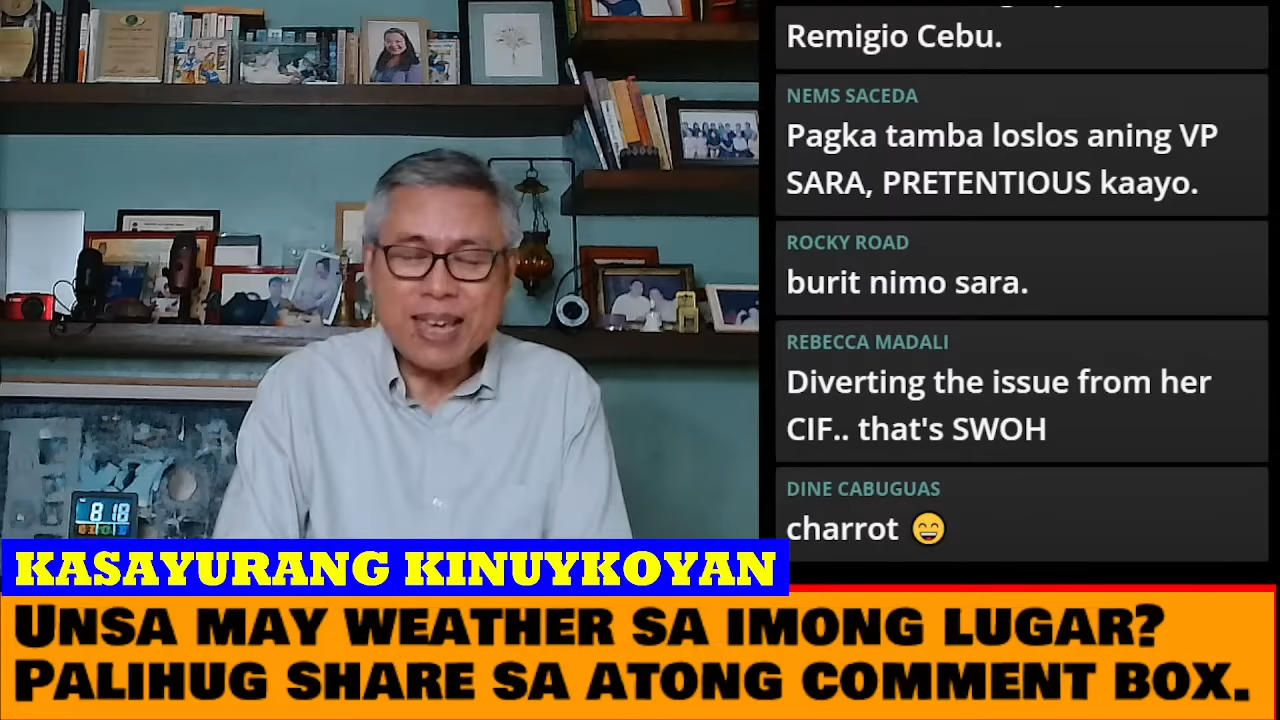 Remigio Cebu.
NEMS SACEDA
Pagka tamba loslos aning VP
SARA, PRETENTIOUS kaayo.
ROCKY ROAD
burit nimo sara.
REBECCA MADALI
Diverting the issue from her
CIF.. that's SWOH
DINE CABUGUAS
charrot 😄
8 18
KASAYURANG KINUYKOYAN
UNSA MAY WEATHER SA IMONG LUGAR?
PALIHUG SHARE SA ATONG COMMENT BOX.